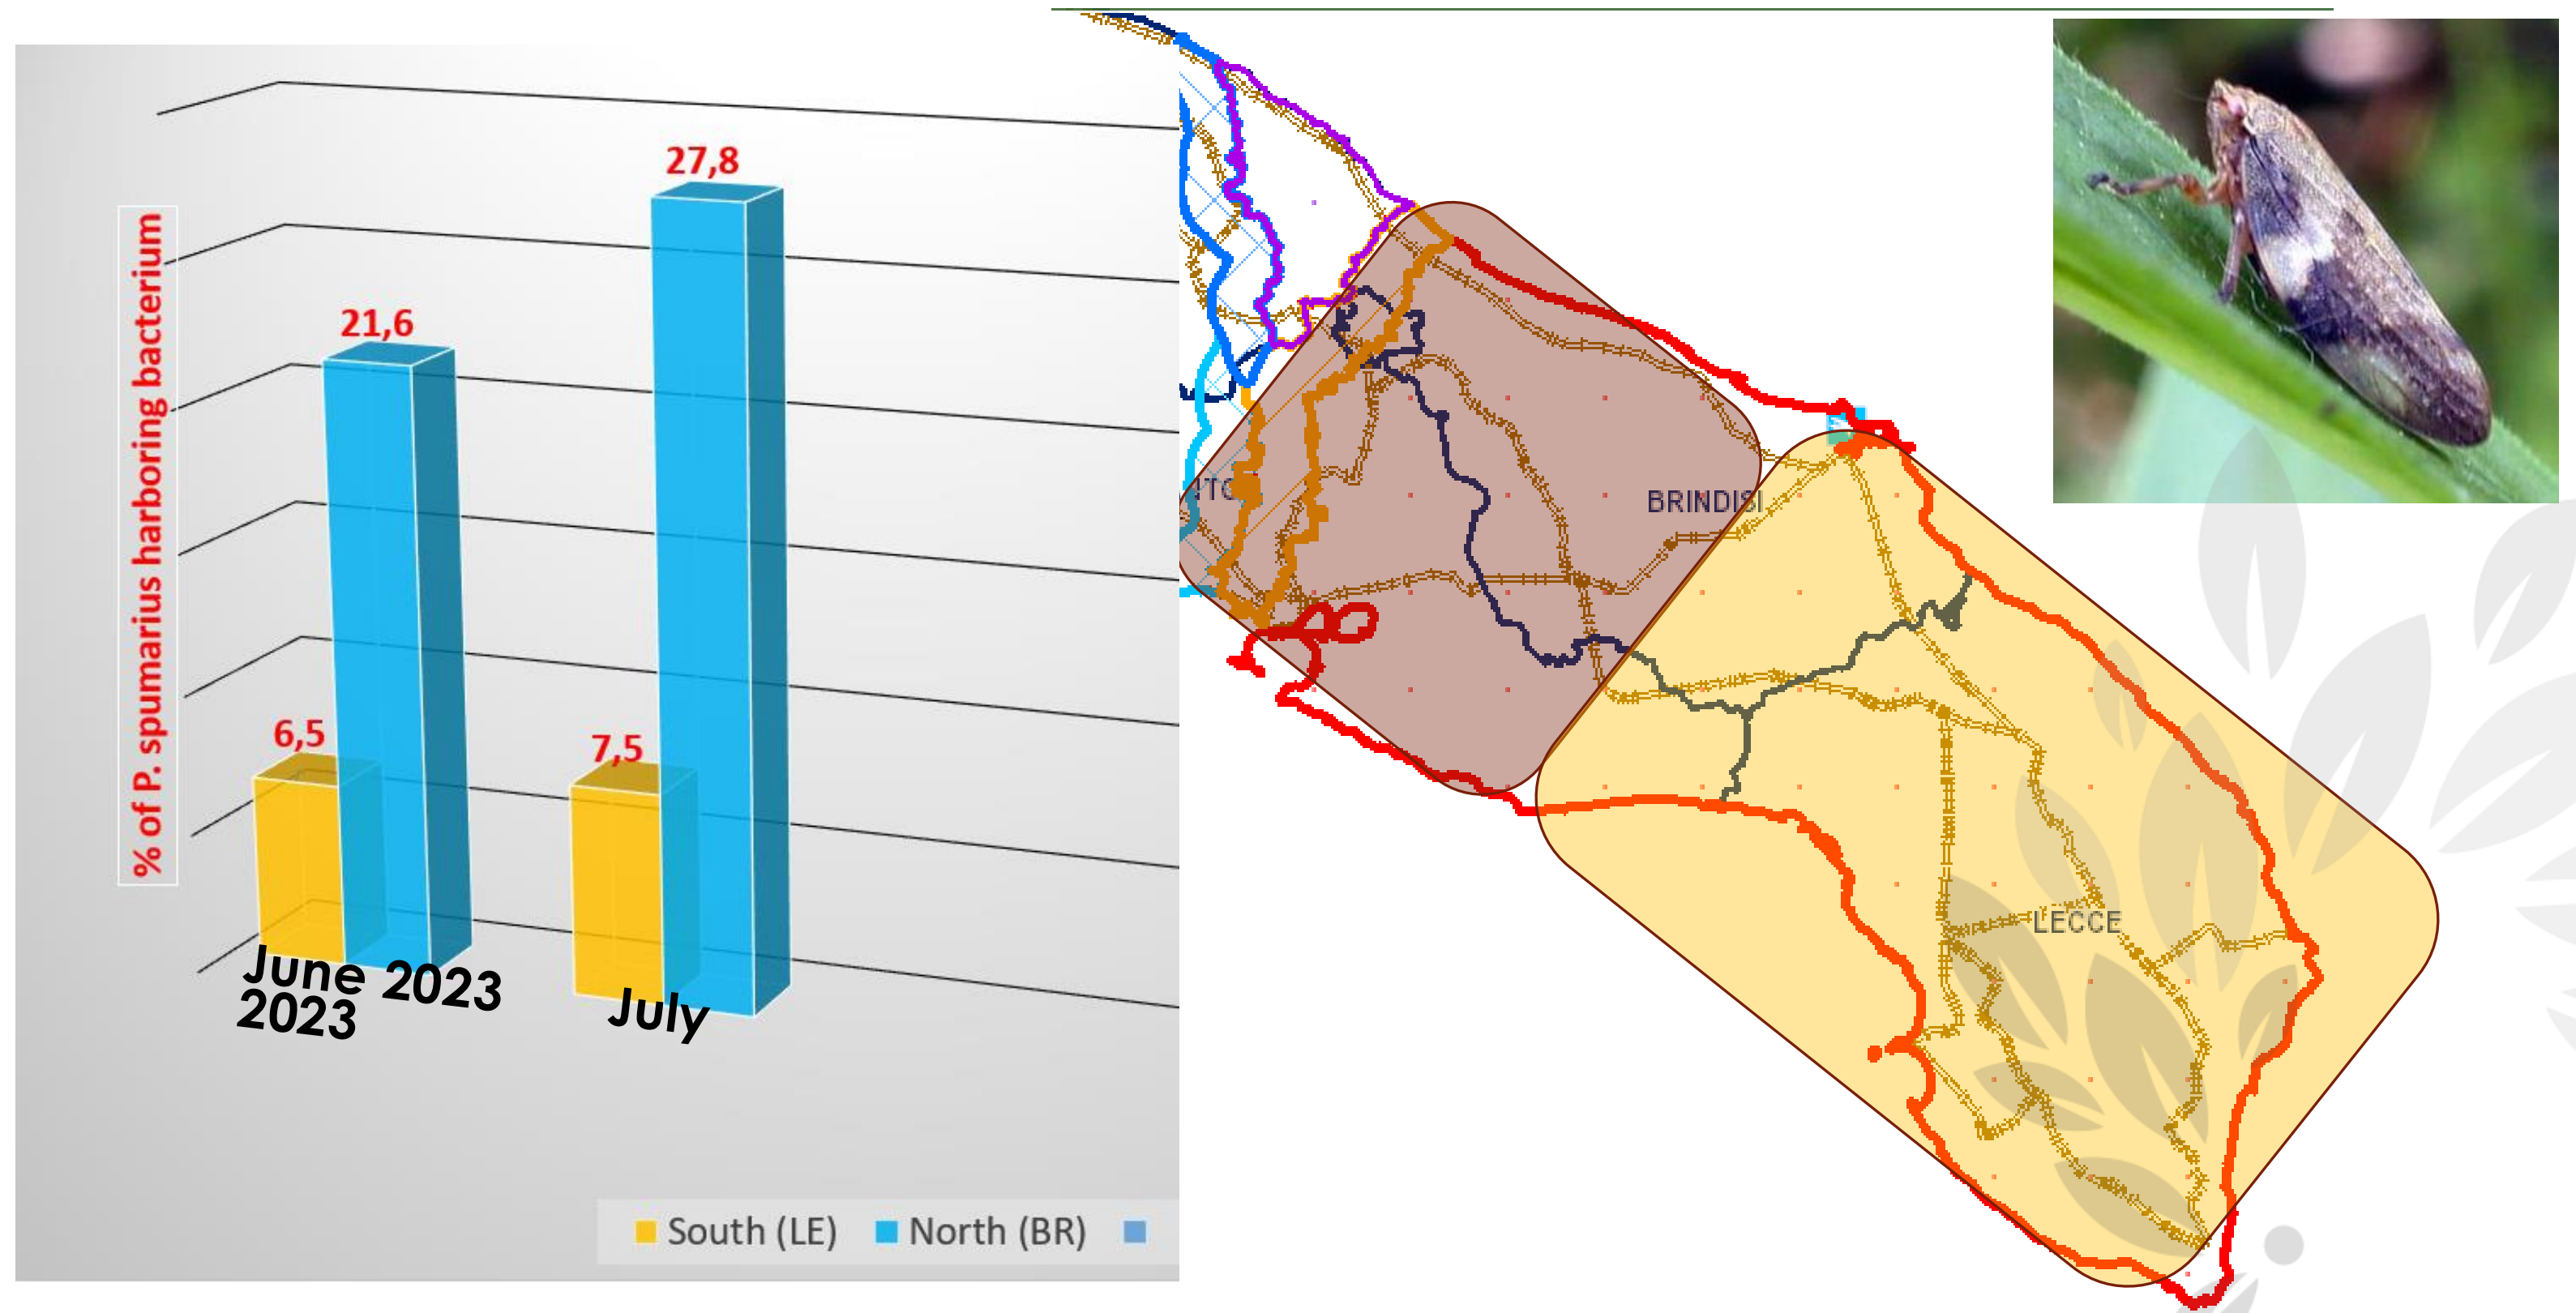 % of P. spumarius harboring bacterium
6,5
21,6
7,5
27,8
June 2023
2023
July
South (LE)
North (BR)
BRINDISI
LECCE